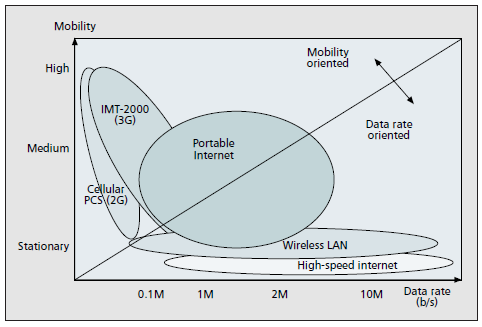 Mobility
High
Medium
Stationary
IMT-2000
(3G)
Cellular
PCS (2G)
Portable
Internet
Mobility
oriented
Data rate
oriented
Wireless LAN
High-speed internet
0.1M 1M 2M 10M
Data rate
(b/s)